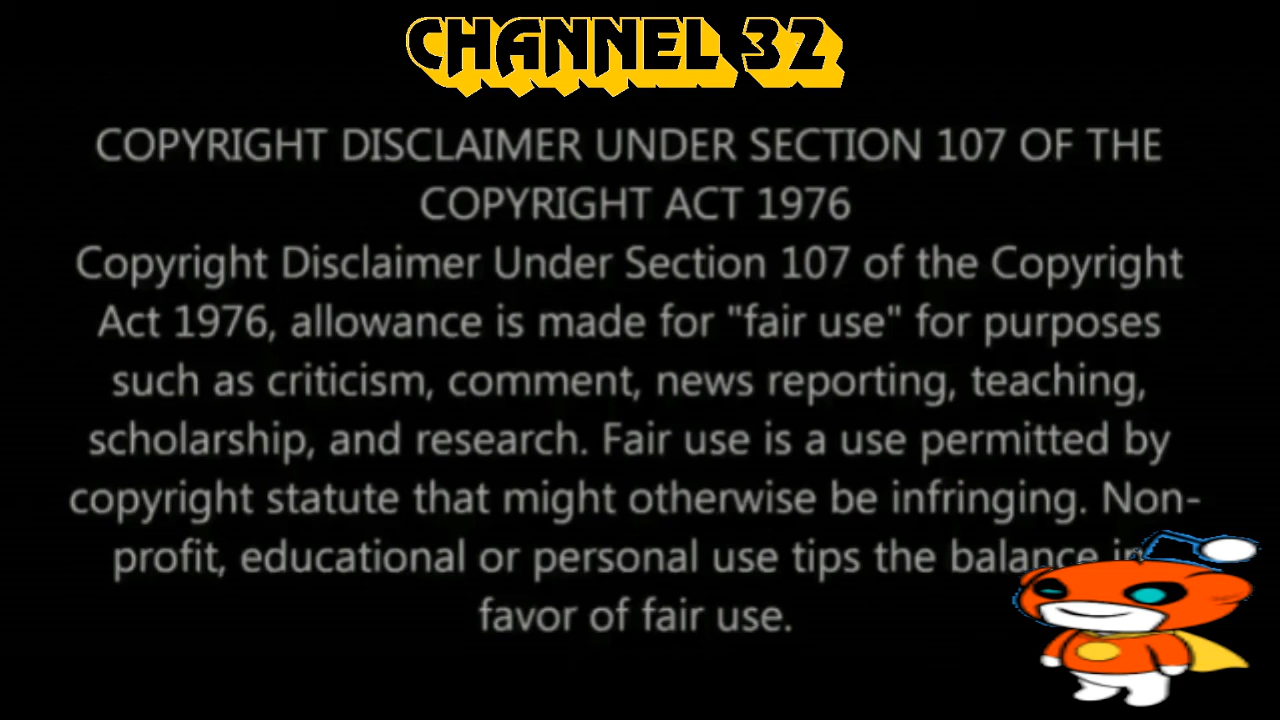 CHANNEL 32
COPYRIGHT DISCLAIMER UNDER SECTION 107 OF THE
COPYRIGHT ACT 1976
Copyright Disclaimer Under Section 107 of the Copyright
Act 1976, allowance is made for "fair use" for purposes
such as criticism, comment, news reporting, teaching,
scholarship, and research. Fair use is a use permitted by
copyright statute that might otherwise be infringing. Non-
profit, educational or personal use tips the balance in
favor of fair use.